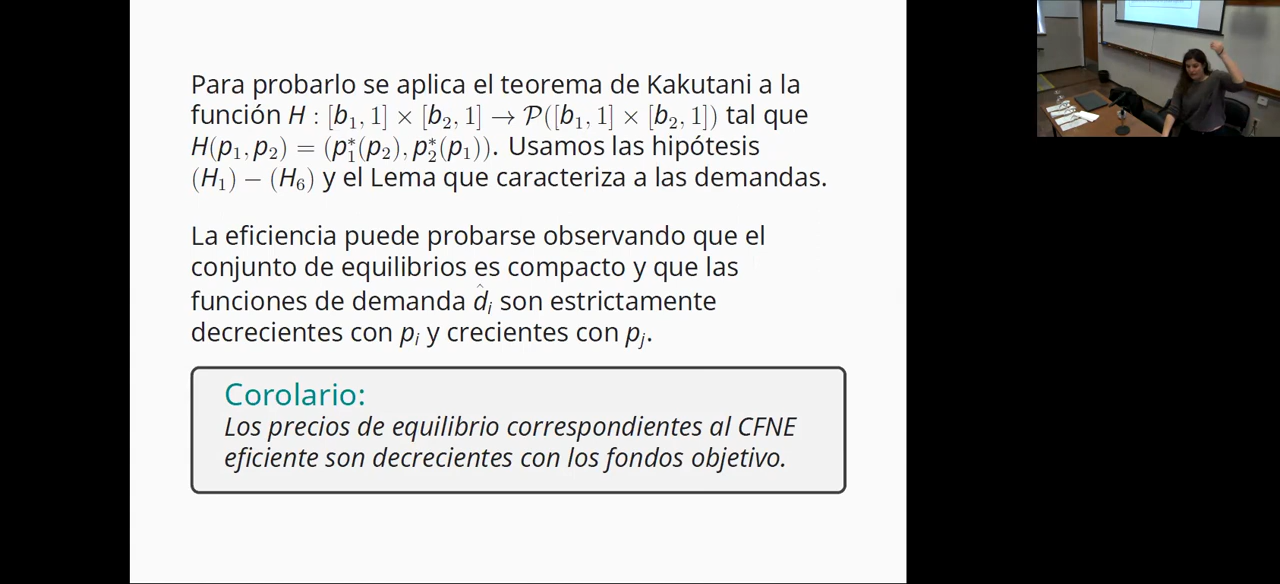 Para probarlo se aplica el teorema de Kakutani a la
función H : [b₁, 1] × [b₂, 1] → 𝒫([b₁, 1] × [b₂, 1]) tal que
H(p₁, p₂) = (p₁*(p₂), p₂*(p₁)). Usamos las hipótesis
(H₁) − (H₆) y el Lema que caracteriza a las demandas.
La eficiencia puede probarse observando que el
conjunto de equilibrios es compacto y que las
funciones de demanda d̂ᵢ son estrictamente
decrecientes con pᵢ y crecientes con pⱼ.
Corolario:
Los precios de equilibrio correspondientes al CFNE
eficiente son decrecientes con los fondos objetivo.